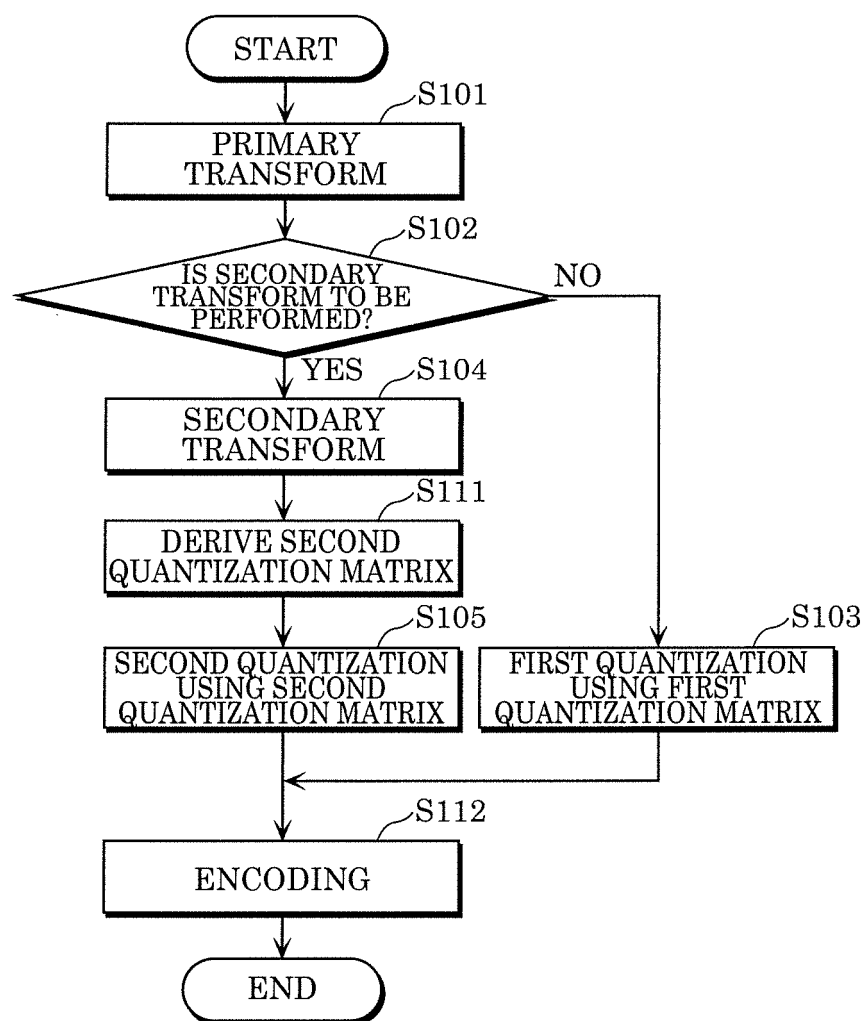 START
S101
PRIMARY
TRANSFORM
S102
IS SECONDARY
TRANSFORM TO BE
PERFORMED?
NO
YES
S104
SECONDARY
TRANSFORM
S111
DERIVE SECOND
QUANTIZATION MATRIX
S105
SECOND QUANTIZATION
USING SECOND
QUANTIZATION MATRIX
S103
FIRST QUANTIZATION
USING FIRST
QUANTIZATION MATRIX
S112
ENCODING
END